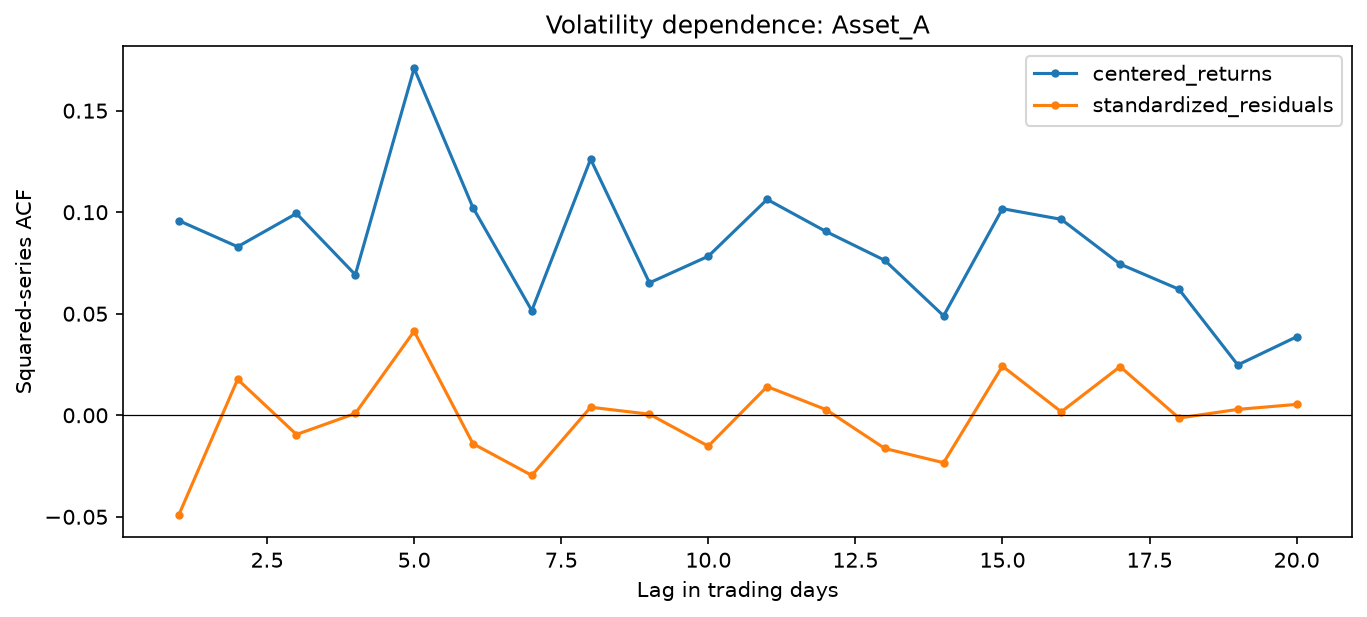 Volatility dependence: Asset_A
centered_returns
standardized_residuals
Squared-series ACF
0.15
0.10
0.05
0.00
−0.05
2.5 5.0 7.5 10.0 12.5 15.0 17.5 20.0
Lag in trading days